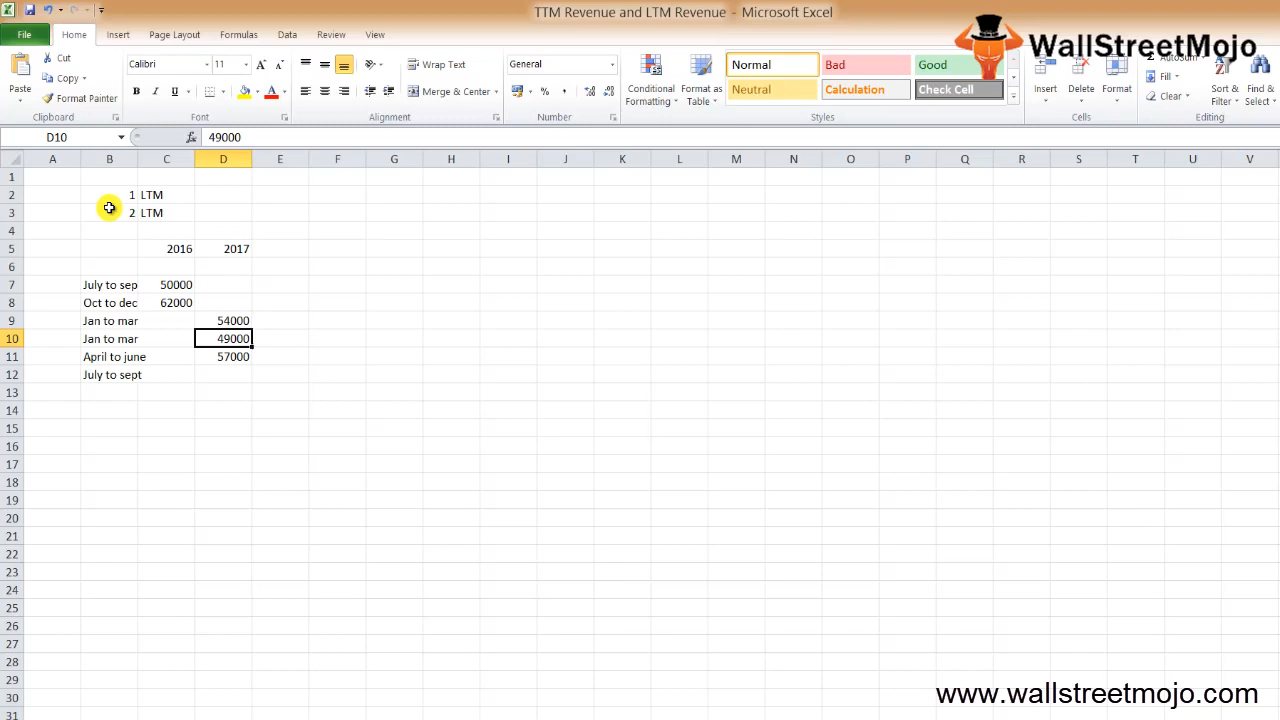 TTM Revenue and LTM Revenue - Microsoft Excel
File Home Insert Page Layout Formulas Data Review View
WallStreetMojo
Paste
Cut
Copy
Format Painter
Clipboard
Calibri 11
B I U
Font
Wrap Text
Merge & Center
Alignment
General
Number
Conditional Formatting
Format as Table
Normal Bad Good
Neutral Calculation Check Cell
Styles
Insert Delete Format
Cells
Autosum
Fill
Clear
Sort & Filter
Find & Select
Editing
D10 fx 49000
A B C D E F G H I J K L M N O P Q R S T U V
1
2 1 LTM
3 2 LTM
4
5 2016 2017
6
7 July to sep 50000
8 Oct to dec 62000
9 Jan to mar 54000
10 Jan to mar 49000
11 April to june 57000
12 July to sept
13
14
15
16
17
18
19
20
21
22
23
24
25
26
27
28
29
30
31
www.wallstreetmojo.com